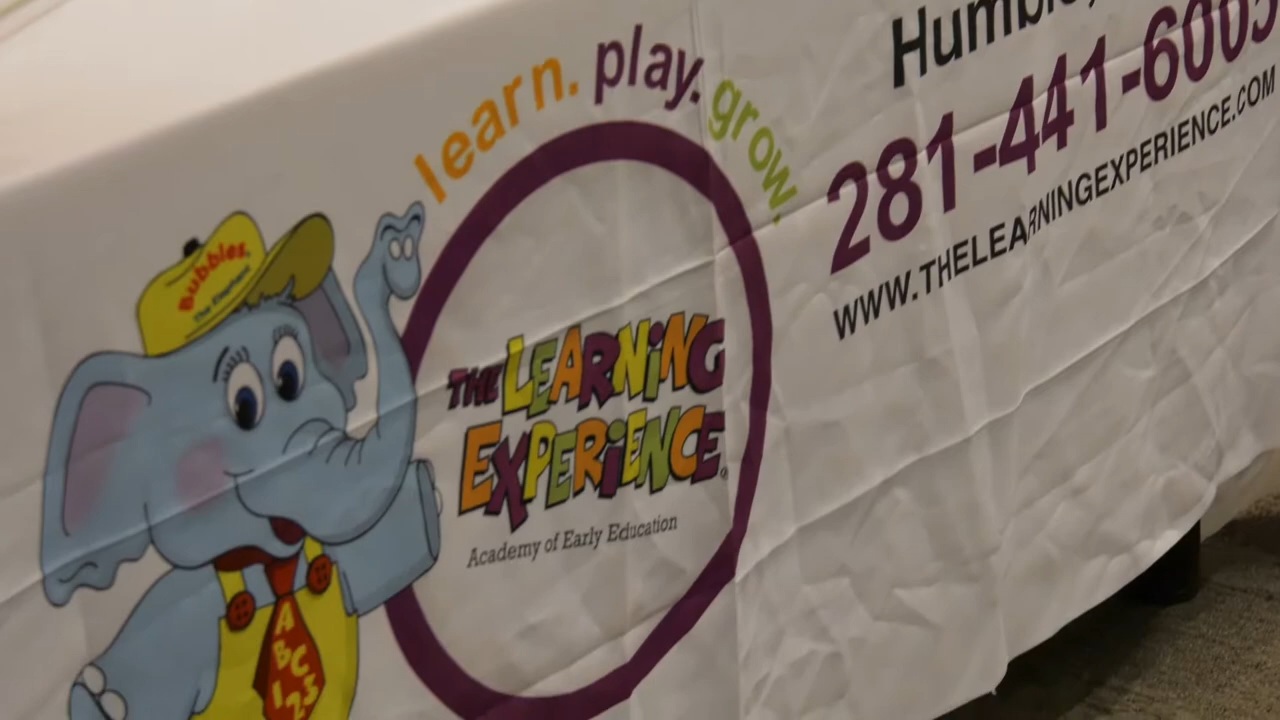 learn. play. grow.
Bubbles
The Elephant
THE LEARNING
EXPERIENCE®
Academy of Early Education
ABC
123
281-441-6005
WWW.THELEARNINGEXPERIENCE.COM